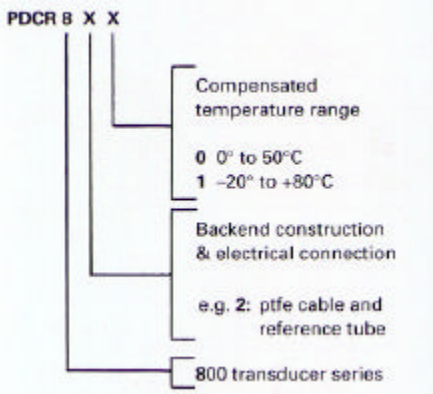 PDCR 8 X X
Compensated
temperature range
0 0° to 50°C
1 –20° to +80°C
Backend construction
& electrical connection
e.g. 2: ptfe cable and
reference tube
800 transducer series